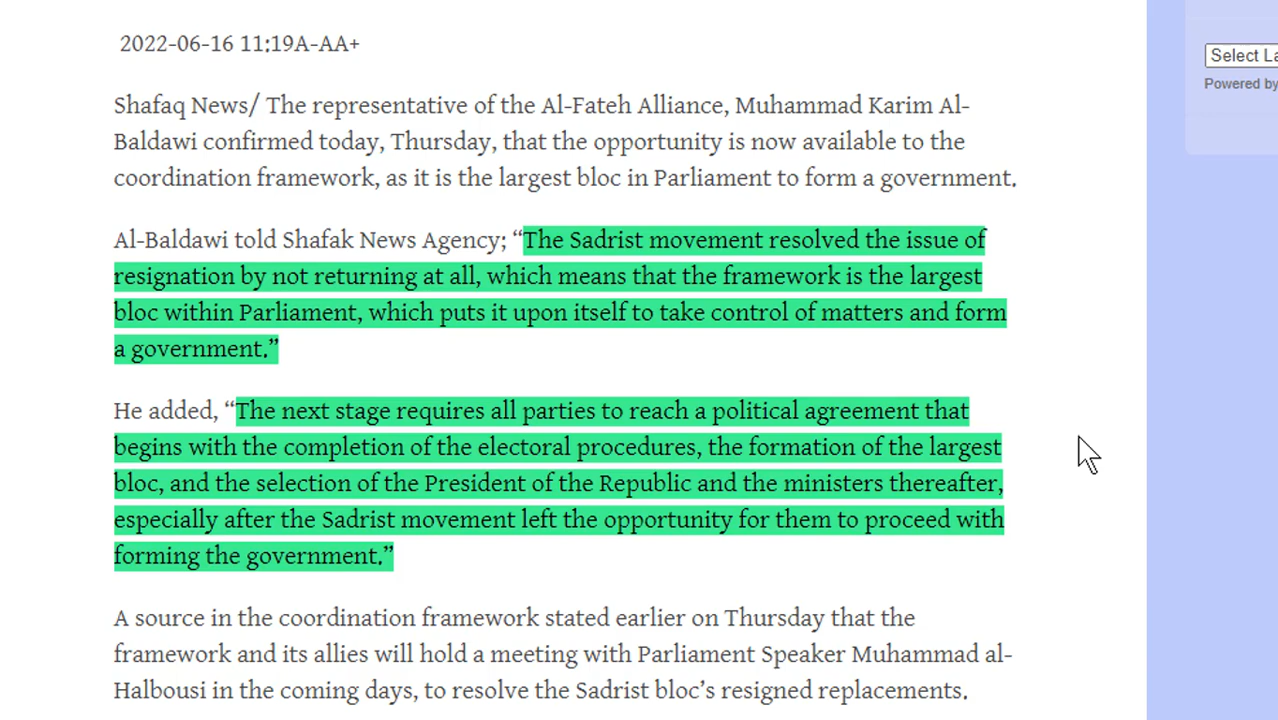 2022-06-16 11:19A-AA+
Select La
Powered by
Shafaq News/ The representative of the Al-Fateh Alliance, Muhammad Karim Al-
Baldawi confirmed today, Thursday, that the opportunity is now available to the
coordination framework, as it is the largest bloc in Parliament to form a government.
Al-Baldawi told Shafak News Agency; “The Sadrist movement resolved the issue of
resignation by not returning at all, which means that the framework is the largest
bloc within Parliament, which puts it upon itself to take control of matters and form
a government.”
He added, “The next stage requires all parties to reach a political agreement that
begins with the completion of the electoral procedures, the formation of the largest
bloc, and the selection of the President of the Republic and the ministers thereafter,
especially after the Sadrist movement left the opportunity for them to proceed with
forming the government.”
A source in the coordination framework stated earlier on Thursday that the
framework and its allies will hold a meeting with Parliament Speaker Muhammad al-
Halbousi in the coming days, to resolve the Sadrist bloc’s resigned replacements.